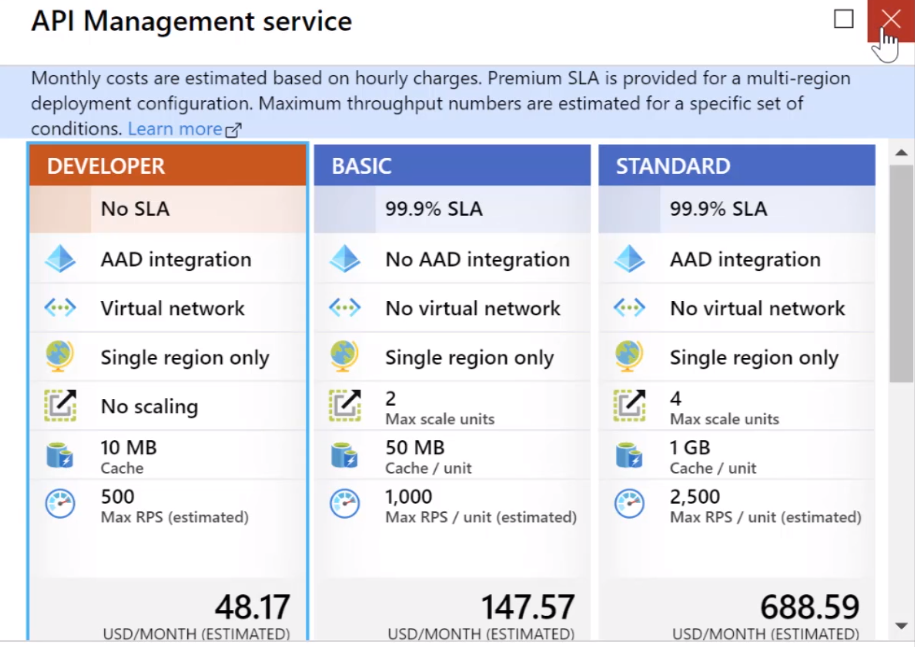 API Management service
Monthly costs are estimated based on hourly charges. Premium SLA is provided for a multi-region
deployment configuration. Maximum throughput numbers are estimated for a specific set of
conditions. Learn more
DEVELOPER
No SLA
AAD integration
Virtual network
Single region only
No scaling
10 MB
Cache
500
Max RPS (estimated)
48.17
USD/MONTH (ESTIMATED)
BASIC
99.9% SLA
No AAD integration
No virtual network
Single region only
2
Max scale units
50 MB
Cache / unit
1,000
Max RPS / unit (estimated)
147.57
USD/MONTH (ESTIMATED)
STANDARD
99.9% SLA
AAD integration
No virtual network
Single region only
4
Max scale units
1 GB
Cache / unit
2,500
Max RPS / unit (estimated)
688.59
USD/MONTH (ESTIMATED)